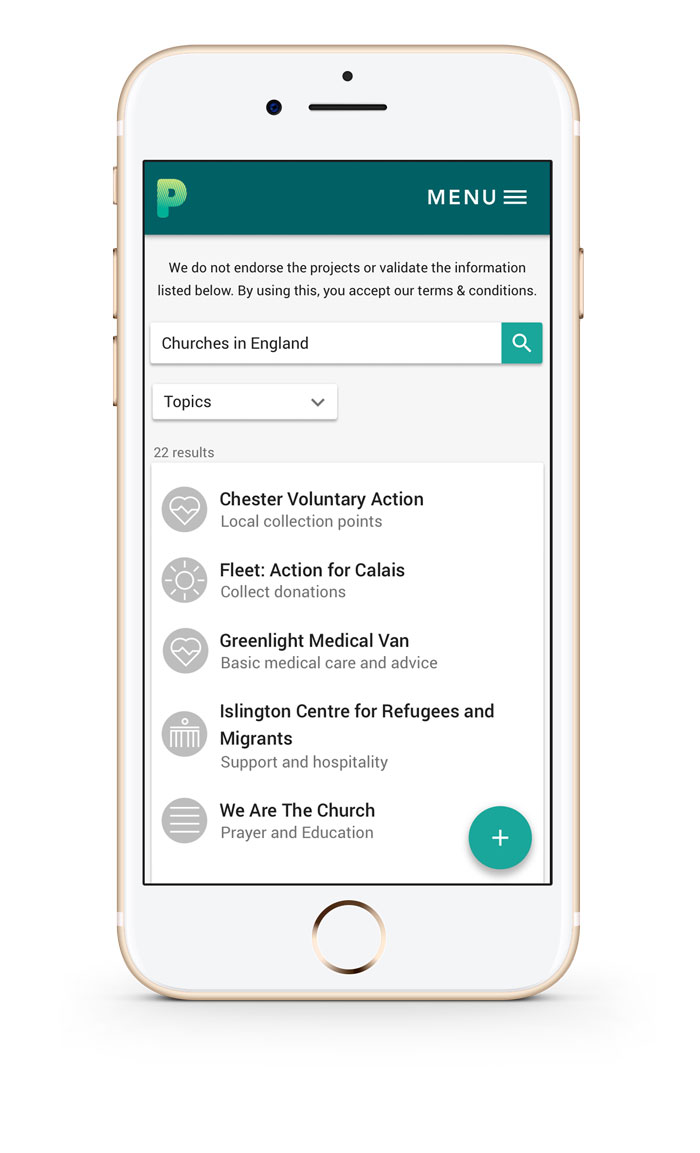 P
MENU
We do not endorse the projects or validate the information
listed below. By using this, you accept our terms & conditions.
Churches in England
Topics
22 results
Chester Voluntary Action
Local collection points
Fleet: Action for Calais
Collect donations
Greenlight Medical Van
Basic medical care and advice
Islington Centre for Refugees and
Migrants
Support and hospitality
We Are The Church
Prayer and Education
+